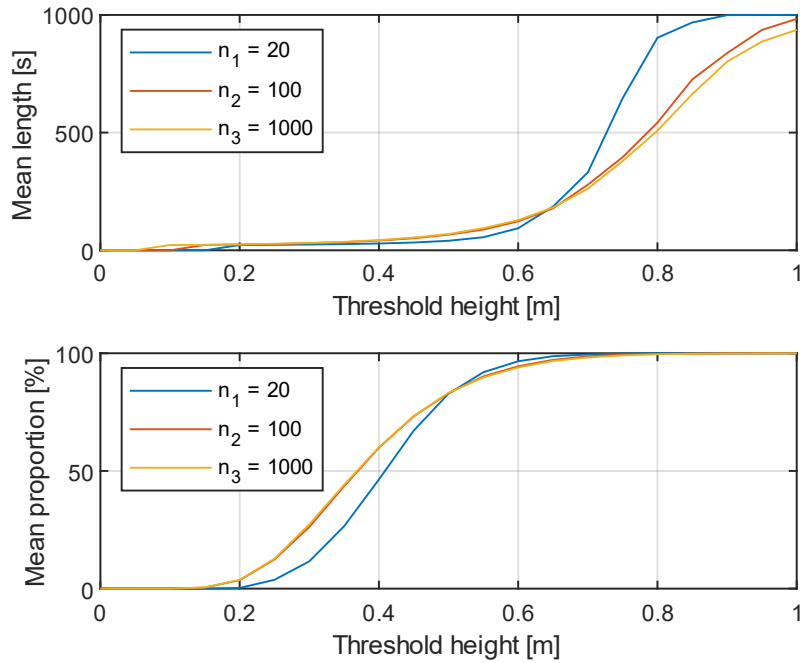 1000
500
0
Mean length [s]
n1 = 20
n2 = 100
n3 = 1000
0 0.2 0.4 0.6 0.8 1
Threshold height [m]
100
50
0
Mean proportion [%]
n1 = 20
n2 = 100
n3 = 1000
0 0.2 0.4 0.6 0.8 1
Threshold height [m]